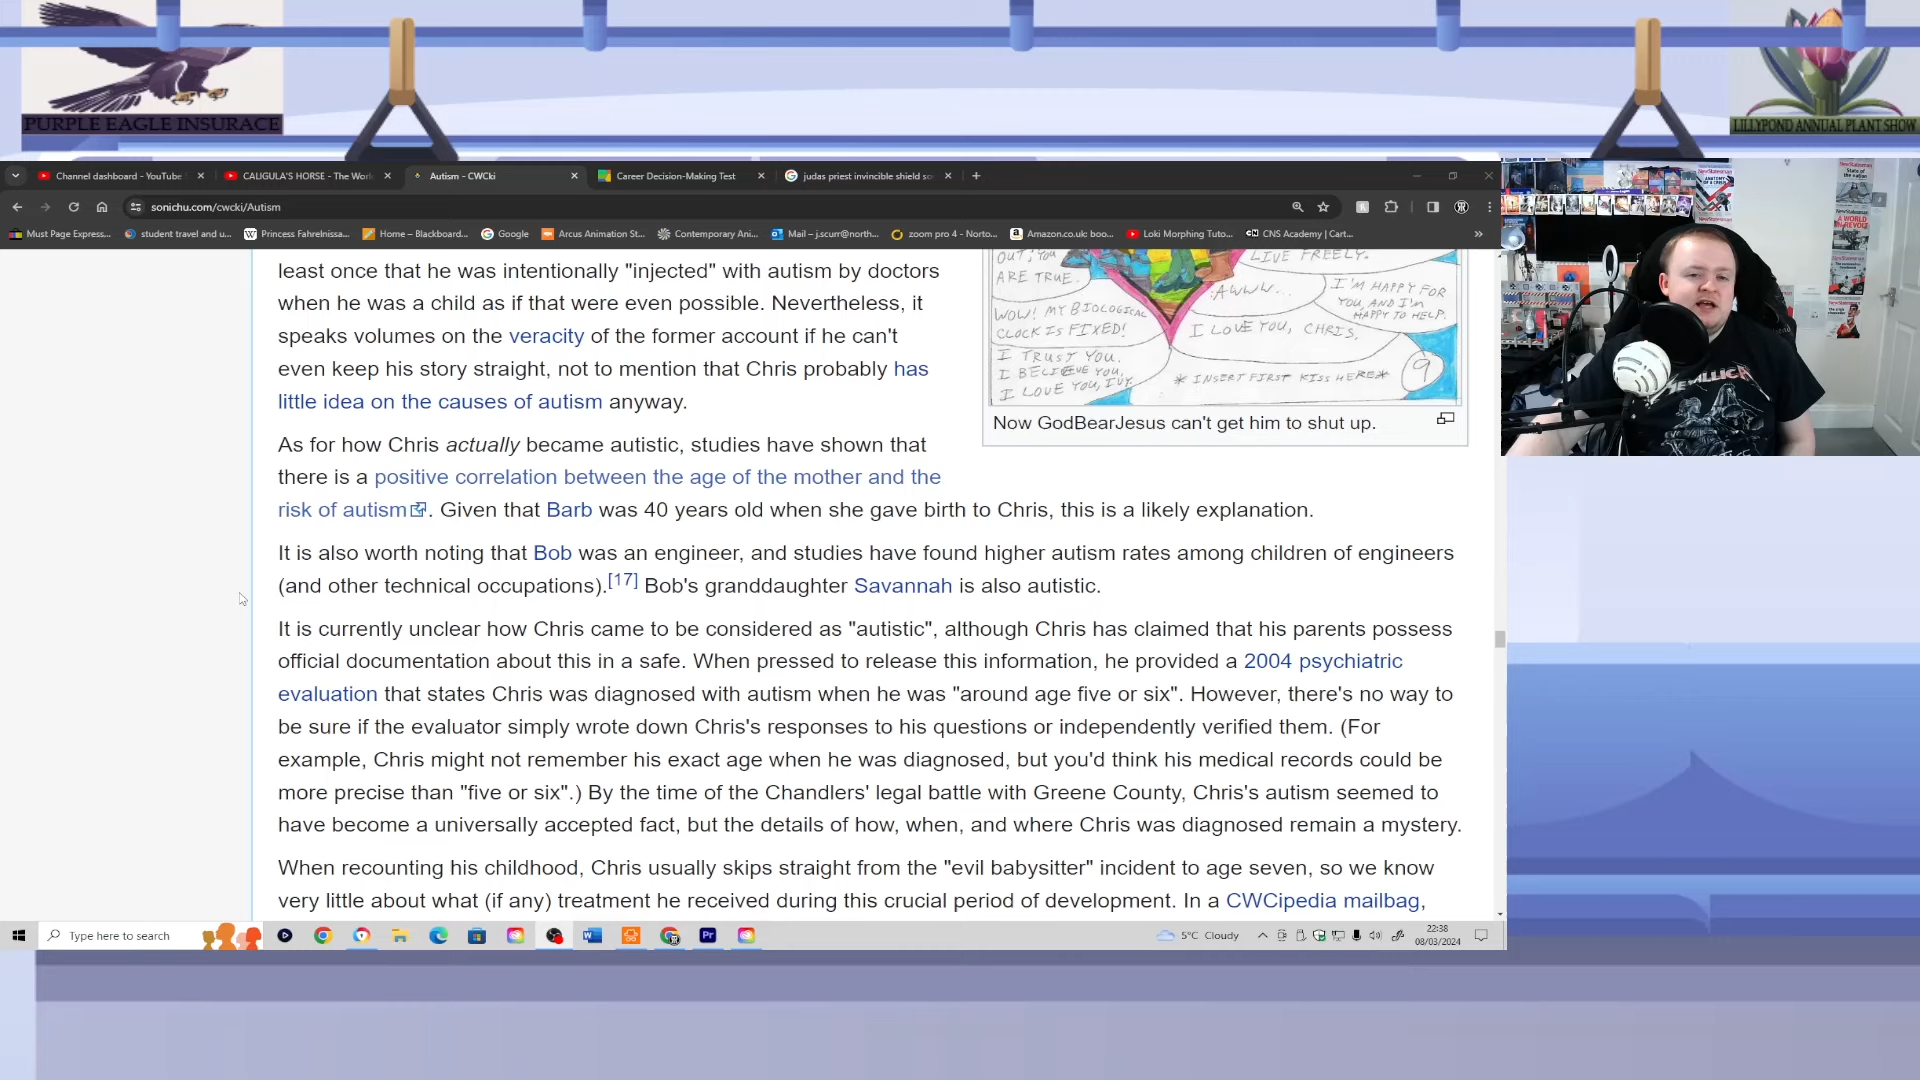 PURPLE EAGLE INSURACE
LILLYPOND ANNUAL PLANT SHOW
Channel dashboard - YouTube
CALIGULA'S HORSE - The Worl
Autism - CWCki
Career Decision-Making Test
judas priest invincible shield so
sonichu.com/cwcki/Autism
Must Page Express...
student travel and u...
Princess Fahrelnissa...
Home – Blackboard...
Google
Arcus Animation St...
Contemporary Ani...
Mail – j.scurr@north...
zoom pro 4 - Norto...
Amazon.co.uk: boo...
Loki Morphing Tuto...
CNS Academy | Cart...
OUT; YOU
ARE TRUE.
LIVE FREELY.
AWWW...
I'M HAPPY FOR
YOU, AND I'M
HAPPY TO HELP.
WOW! MY BIOLOGICAL
CLOCK IS FIXED!
I LOVE YOU, CHRIS.
I TRUST YOU.
I BELIEVE YOU.
I LOVE YOU, IVY.
*INSERT FIRST KISS HERE*
9
Now GodBearJesus can't get him to shut up.
least once that he was intentionally "injected" with autism by doctors
when he was a child as if that were even possible. Nevertheless, it
speaks volumes on the veracity of the former account if he can't
even keep his story straight, not to mention that Chris probably has
little idea on the causes of autism anyway.
As for how Chris actually became autistic, studies have shown that
there is a positive correlation between the age of the mother and the
risk of autism. Given that Barb was 40 years old when she gave birth to Chris, this is a likely explanation.
It is also worth noting that Bob was an engineer, and studies have found higher autism rates among children of engineers
(and other technical occupations).[17] Bob's granddaughter Savannah is also autistic.
It is currently unclear how Chris came to be considered as "autistic", although Chris has claimed that his parents possess
official documentation about this in a safe. When pressed to release this information, he provided a 2004 psychiatric
evaluation that states Chris was diagnosed with autism when he was "around age five or six". However, there's no way to
be sure if the evaluator simply wrote down Chris's responses to his questions or independently verified them. (For
example, Chris might not remember his exact age when he was diagnosed, but you'd think his medical records could be
more precise than "five or six".) By the time of the Chandlers' legal battle with Greene County, Chris's autism seemed to
have become a universally accepted fact, but the details of how, when, and where Chris was diagnosed remain a mystery.
When recounting his childhood, Chris usually skips straight from the "evil babysitter" incident to age seven, so we know
very little about what (if any) treatment he received during this crucial period of development. In a CWCipedia mailbag,
Type here to search
5°C Cloudy
22:38
08/03/2024
NewStatesman
METALLICA